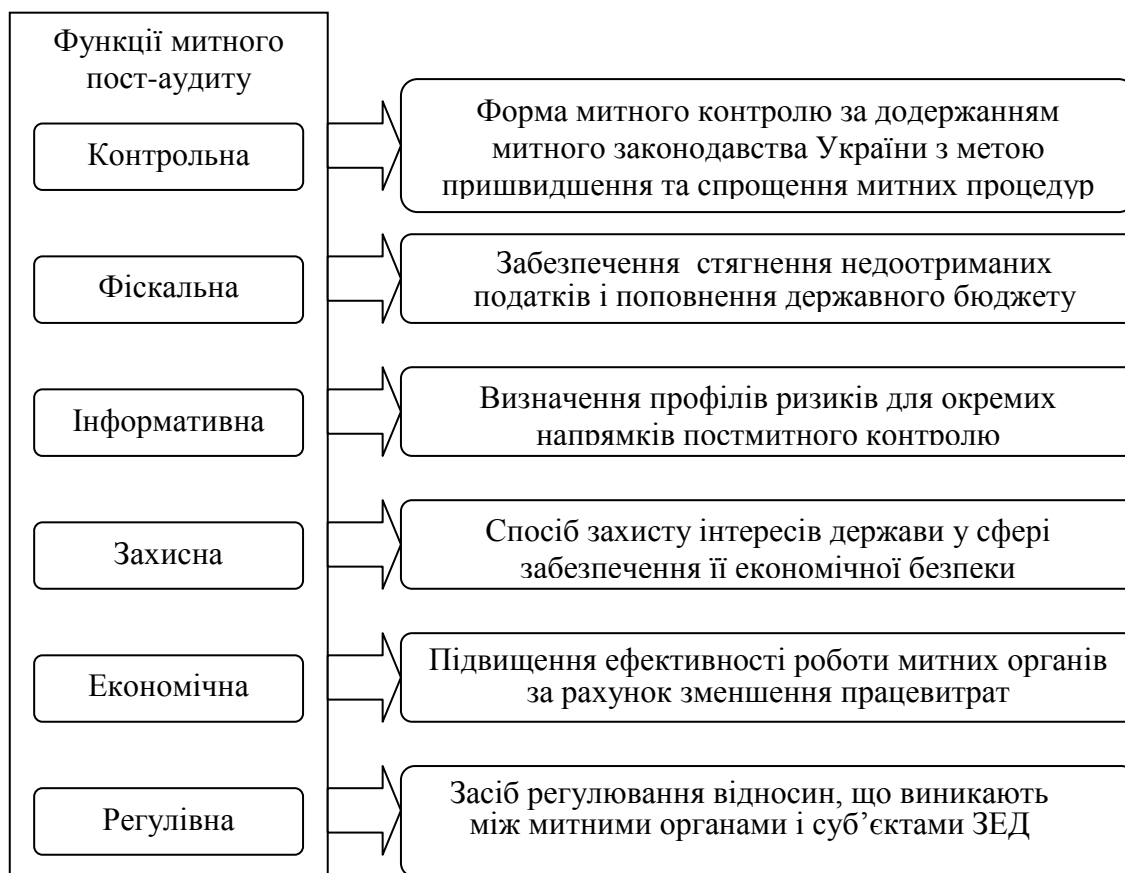 Функції митного
пост-аудиту
Контрольна
Форма митного контролю за додержанням
митного законодавства України з метою
пришвидшення та спрощення митних процедур
Фіскальна
Забезпечення стягнення недоотриманих
податків і поповнення державного бюджету
Інформативна
Визначення профілів ризиків для окремих
напрямків постмитного контролю
Захисна
Спосіб захисту інтересів держави у сфері
забезпечення її економічної безпеки
Економічна
Підвищення ефективності роботи митних органів
за рахунок зменшення працевитрат
Регулівна
Засіб регулювання відносин, що виникають
між митними органами і суб’єктами ЗЕД